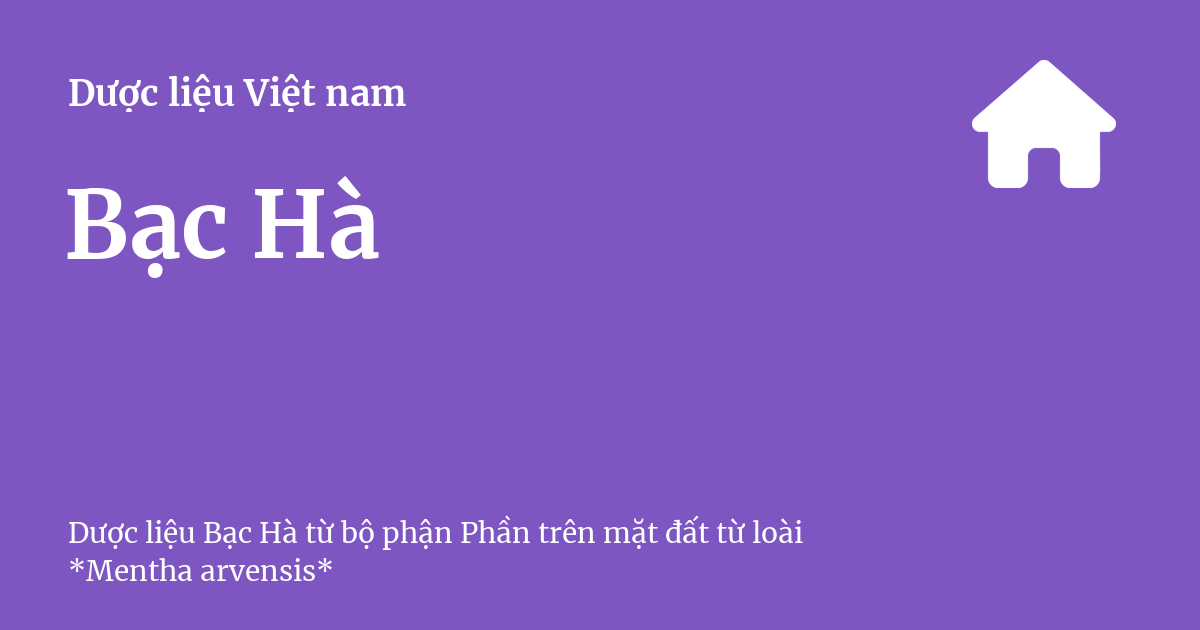 Dược liệu Việt nam
Bạc Hà
Dược liệu Bạc Hà từ bộ phận Phần trên mặt đất từ loài
*Mentha arvensis*